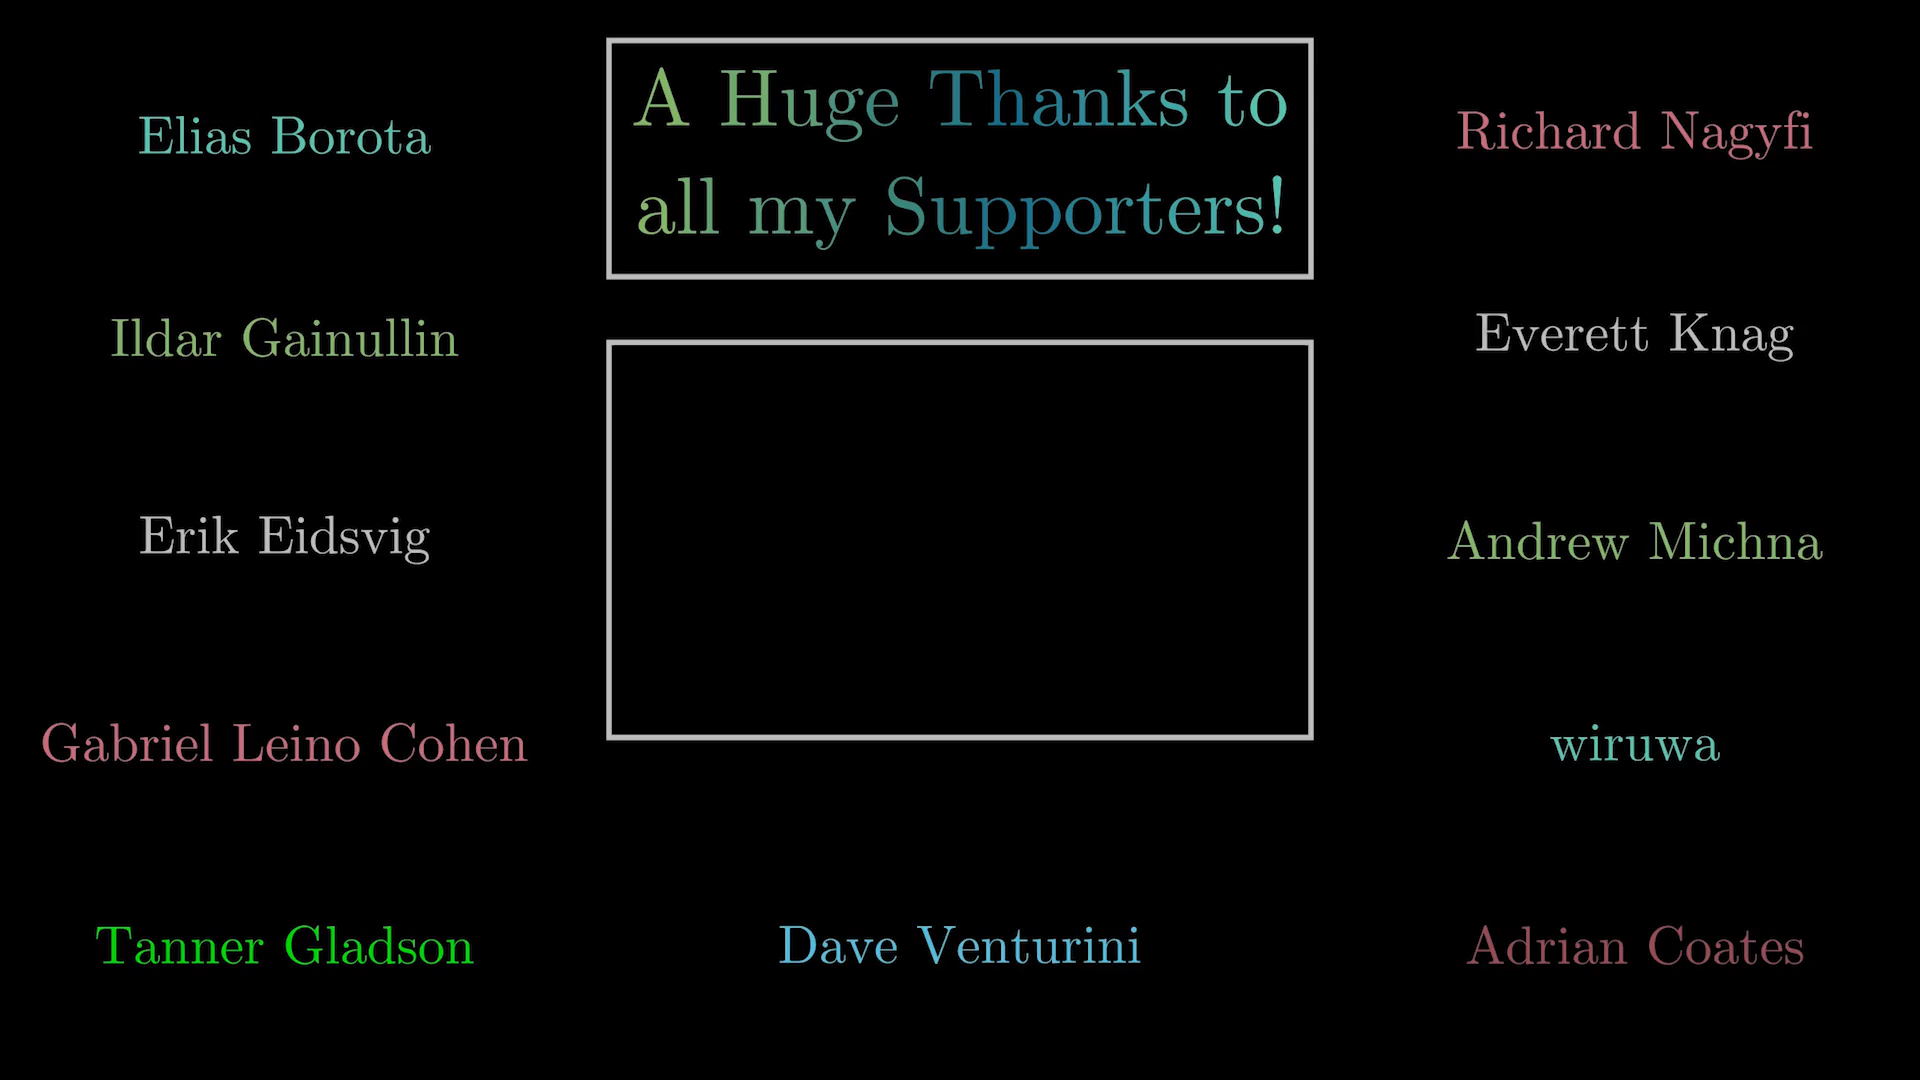 A Huge Thanks to
all my Supporters!
Elias Borota
Richard Nagyfi
Ildar Gainullin
Everett Knag
Erik Eidsvig
Andrew Michna
Gabriel Leino Cohen
wiruwa
Tanner Gladson
Dave Venturini
Adrian Coates